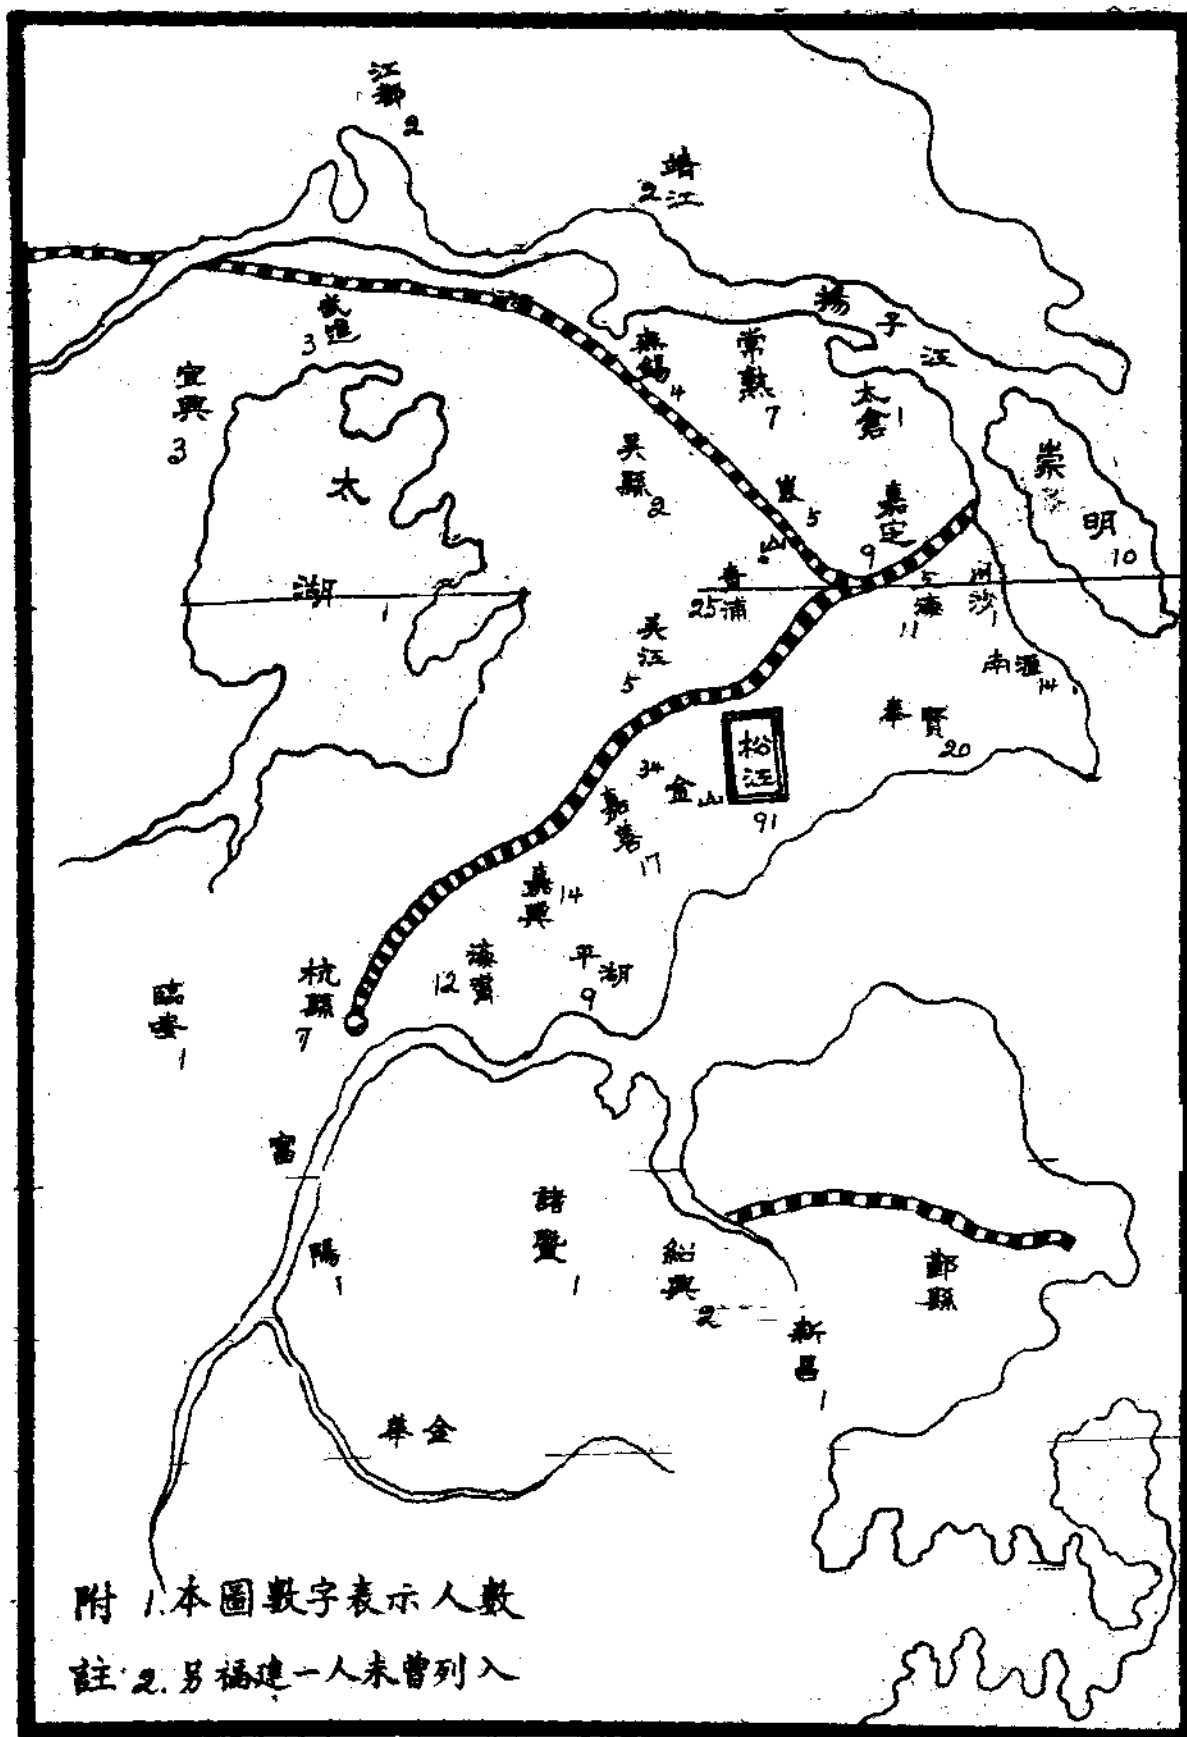 江都
2
靖江
2
揚子江
武進
3
無錫
4
常熟
7
太倉
1
宜興
3
太湖
1
吳縣
2
崑山
5
嘉定
9
崇明
10
青浦
25
上海
11
川沙
1
南滙
14
吳江
5
奉賢
20
松江
91
金山
34
嘉善
17
嘉興
14
海寧
12
平湖
9
杭縣
7
臨安
1
富陽
1
諸暨
1
紹興
2
鄞縣
新昌
1
金華
附 1.本圖數字表示人數
註 2.另福建一人未曾列入